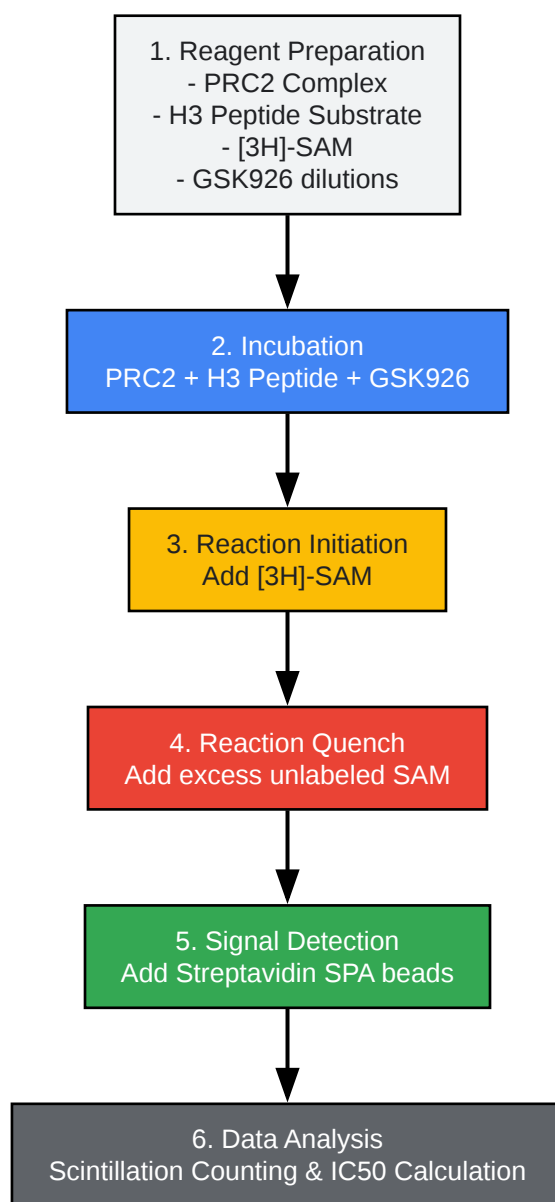 1. Reagent Preparation
- PRC2 Complex
- H3 Peptide Substrate
- [3H]-SAM
- GSK926 dilutions
2. Incubation
PRC2 + H3 Peptide + GSK926
3. Reaction Initiation
Add [3H]-SAM
4. Reaction Quench
Add excess unlabeled SAM
5. Signal Detection
Add Streptavidin SPA beads
6. Data Analysis
Scintillation Counting & IC50 Calculation